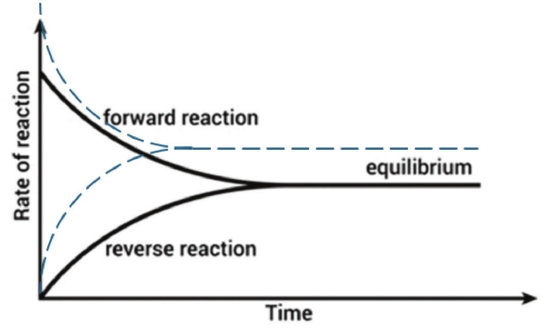 Rate of reaction
forward reaction
equilibrium
reverse reaction
Time